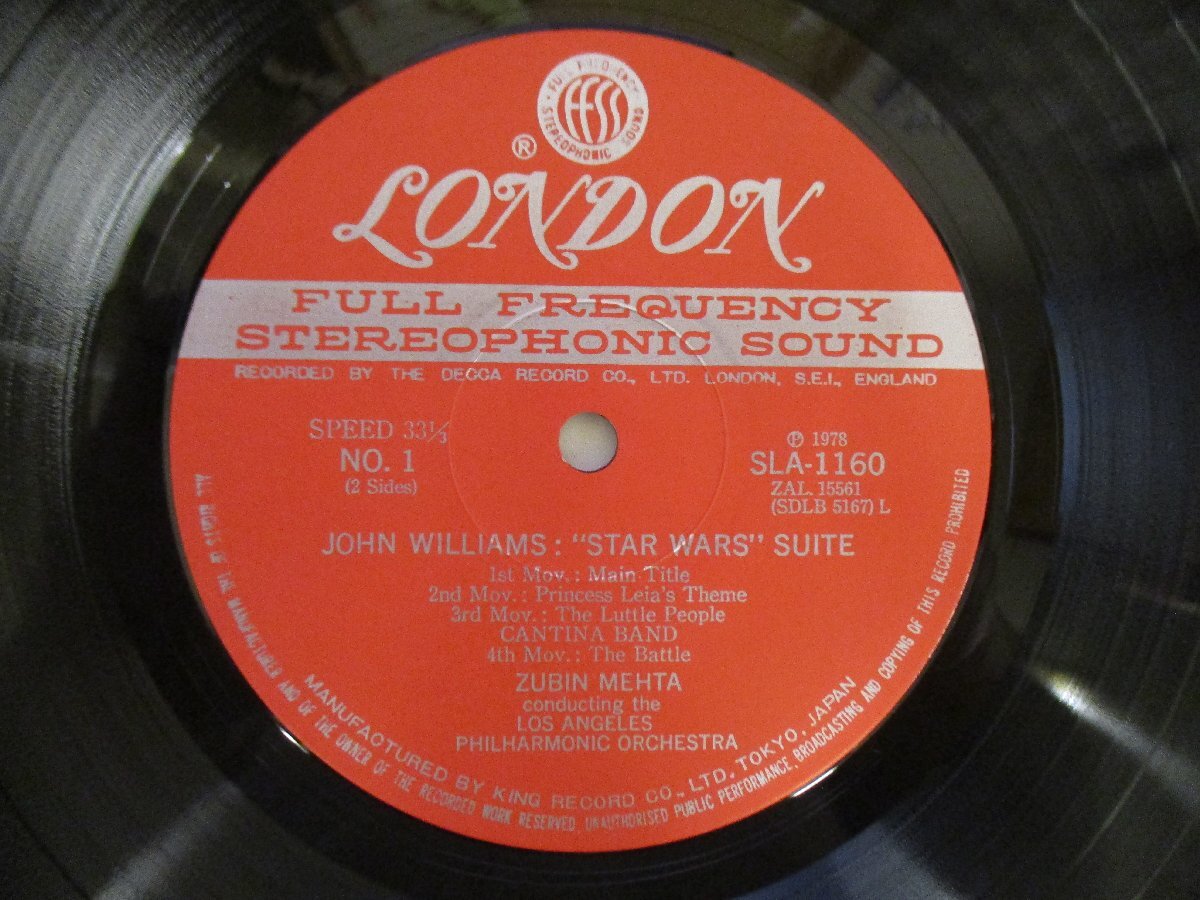 FULL FREQUENCY
ffss
STEREOPHONIC SOUND
®
LONDON
FULL FREQUENCY
STEREOPHONIC SOUND
RECORDED BY THE DECCA RECORD CO., LTD. LONDON, S.E.I., ENGLAND
SPEED 33⅓
NO. 1
(2 Sides)
℗ 1978
SLA-1160
ZAL. 15561
(SDLB 5167) L
JOHN WILLIAMS: "STAR WARS" SUITE
1st Mov.: Main Title
2nd Mov.: Princess Leia's Theme
3rd Mov.: The Luttle People
CANTINA BAND
4th Mov.: The Battle
ZUBIN MEHTA
conducting the
LOS ANGELES
PHILHARMONIC ORCHESTRA
MANUFACTURED BY KING RECORD CO., LTD. TOKYO, JAPAN
ALL RIGHTS OF THE MANUFACTURER AND OF THE OWNER OF THE RECORDED WORK RESERVED. UNAUTHORISED PUBLIC PERFORMANCE, BROADCASTING AND COPYING OF THIS RECORD PROHIBITED